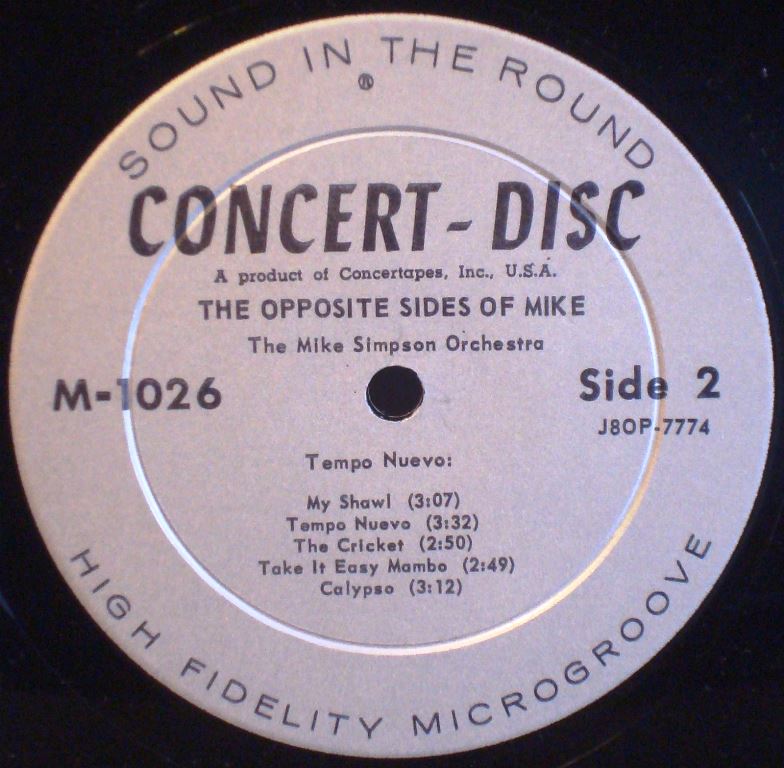 SOUND IN THE ROUND
®
CONCERT-DISC
A product of Concertapes, Inc., U.S.A.
THE OPPOSITE SIDES OF MIKE
The Mike Simpson Orchestra
M-1026
Side 2
J8OP-7774
Tempo Nuevo:
My Shawl (3:07)
Tempo Nuevo (3:32)
The Cricket (2:50)
Take It Easy Mambo (2:49)
Calypso (3:12)
HIGH FIDELITY MICROGROOVE